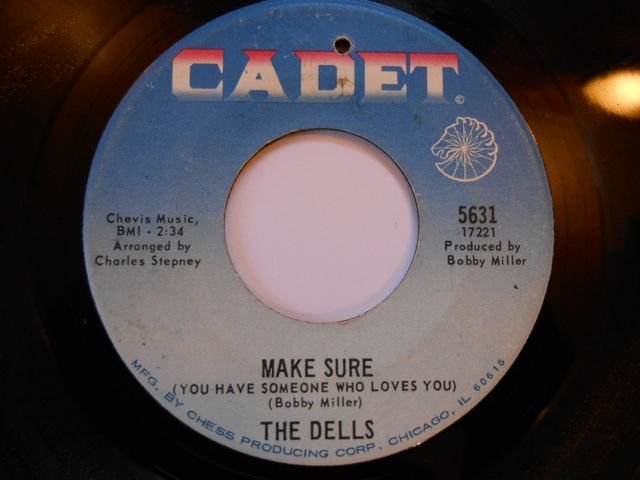 CADET
©
Chevis Music,
BMI - 2:34
Arranged by
Charles Stepney
5631
17221
Produced by
Bobby Miller
MAKE SURE
(YOU HAVE SOMEONE WHO LOVES YOU)
(Bobby Miller)
THE DELLS
MFG. BY CHESS PRODUCING CORP. CHICAGO, IL 60616